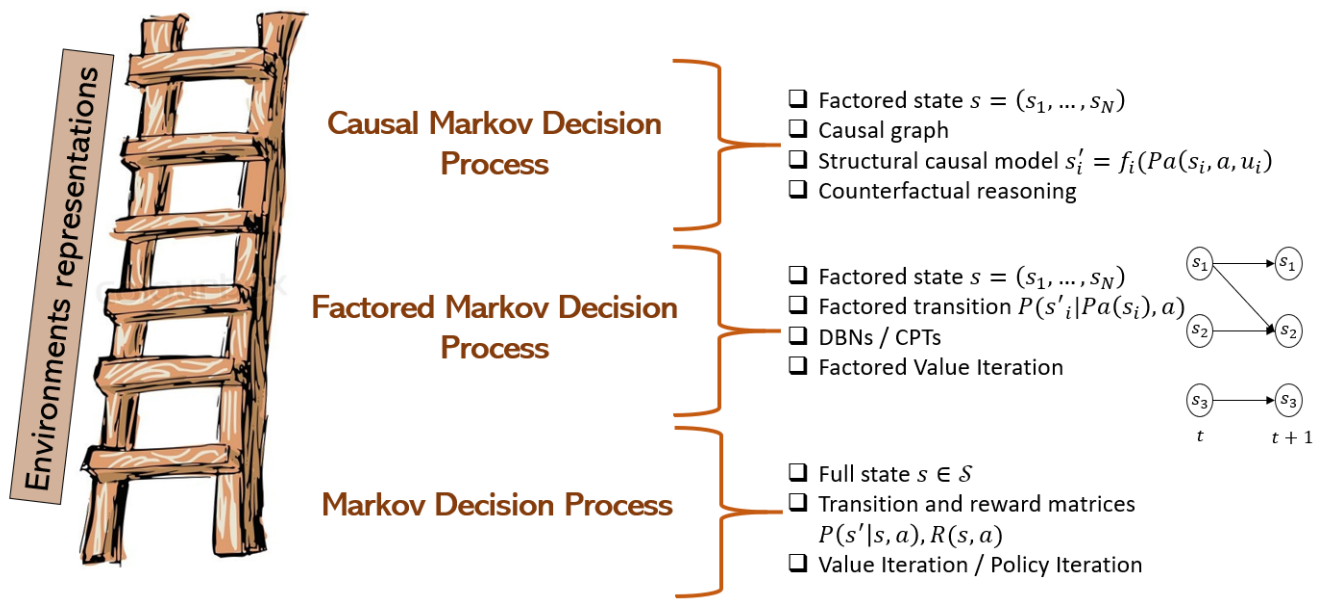 Environments representations
Causal Markov Decision
Process
❑ Factored state s = (s₁, … , s_N)
❑ Causal graph
❑ Structural causal model s′ᵢ = fᵢ(Pa(sᵢ, a, uᵢ)
❑ Counterfactual reasoning
Factored Markov Decision
Process
❑ Factored state s = (s₁, … , s_N)
❑ Factored transition P(s′ᵢ|Pa(sᵢ), a)
❑ DBNs / CPTs
❑ Factored Value Iteration
s₁ s₁
s₂ s₂
s₃ s₃
t t + 1
Markov Decision Process
❑ Full state s ∈ 𝒮
❑ Transition and reward matrices
P(s′|s, a), R(s, a)
❑ Value Iteration / Policy Iteration